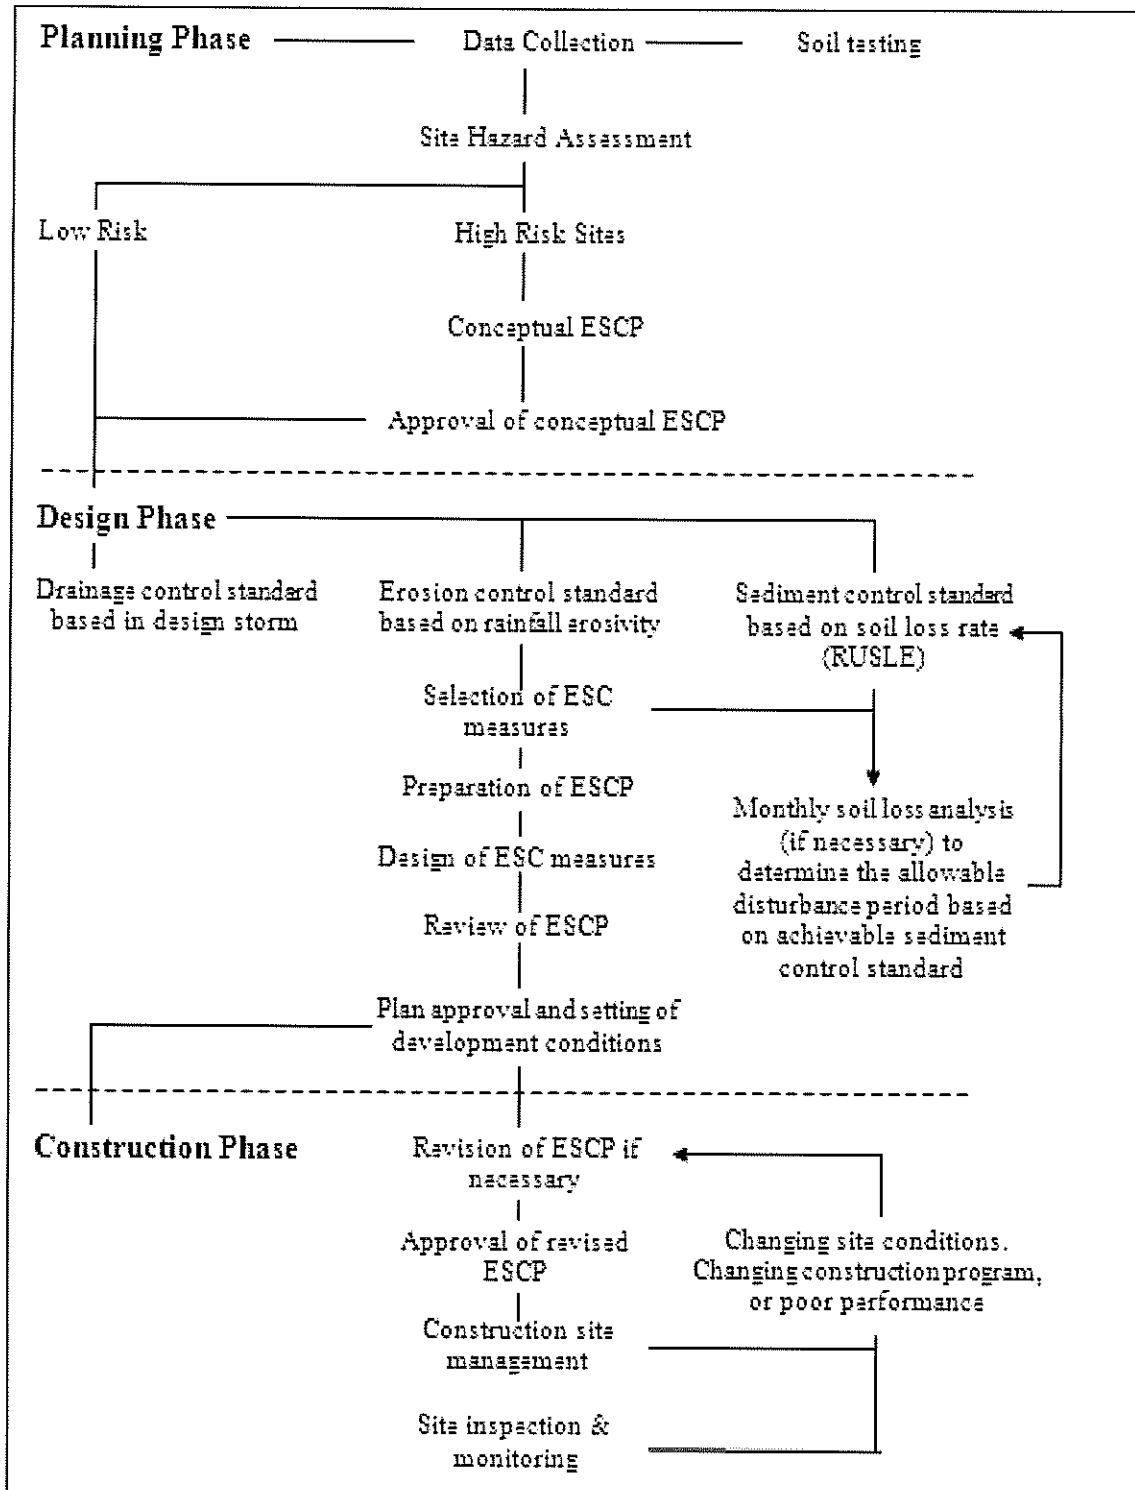 Planning Phase
Data Collection
Soil testing
Site Hazard Assessment
Low Risk
High Risk Sites
Conceptual ESCP
Approval of conceptual ESCP
Design Phase
Drainage control standard
based in design storm
Erosion control standard
based on rainfall erosivity
Sediment control standard
based on soil loss rate
(RUSLE)
Selection of ESC
measures
Preparation of ESCP
Design of ESC measures
Review of ESCP
Monthly soil loss analysis
(if necessary) to
determine the allowable
disturbance period based
on achievable sediment
control standard
Plan approval and setting of
development conditions
Construction Phase
Revision of ESCP if
necessary
Approval of revised
ESCP
Changing site conditions.
Changing construction program,
or poor performance
Construction site
management
Site inspection &
monitoring